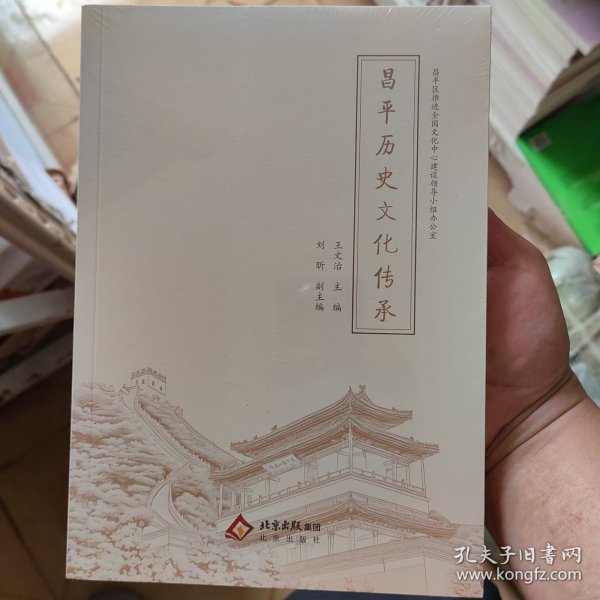 昌平区推进全国文化中心建设领导小组办公室
昌平历史文化传承
王文治 主 编
刘 昕 副主编
北京出版集团
北京出版社
孔夫子旧书网
www.kongfz.com